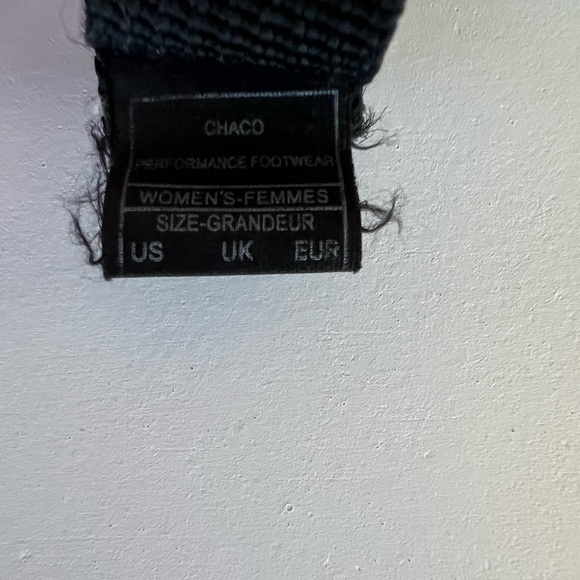 CHACO
PERFORMANCE FOOTWEAR
WOMEN'S-FEMMES
SIZE-GRANDEUR
US UK EUR